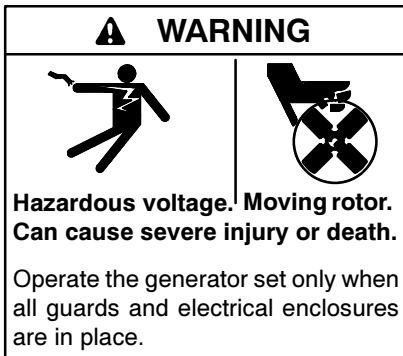 WARNING
Hazardous voltage. Moving rotor.
Can cause severe injury or death.
Operate the generator set only when
all guards and electrical enclosures
are in place.